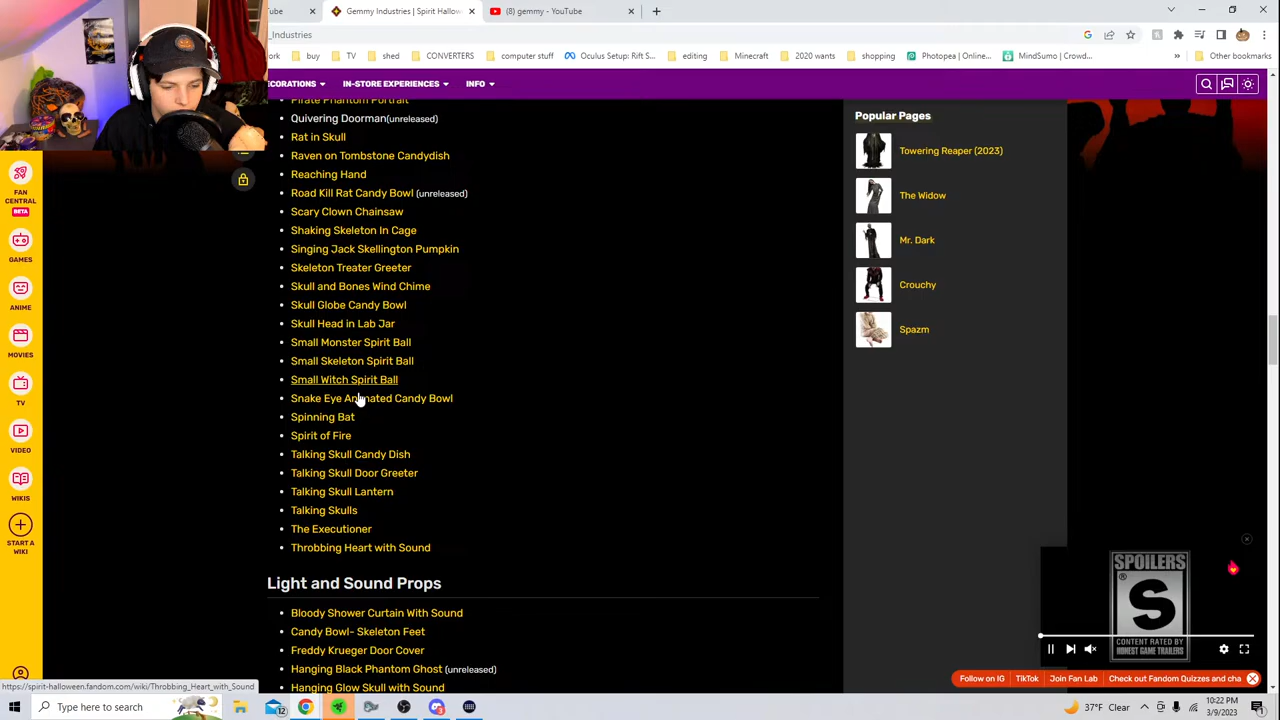 ube
Gemmy Industries | Spirit Hallow
(8) gemmy - YouTube
_Industries
ork
buy
TV
shed
CONVERTERS
computer stuff
Oculus Setup: Rift S...
editing
Minecraft
2020 wants
shopping
Photopea | Online P...
MindSumo | Crowd...
Other bookmarks
ECORATIONS
IN-STORE EXPERIENCES
INFO
Pirate Phantom Portrait
Quivering Doorman(unreleased)
Rat in Skull
Raven on Tombstone Candydish
Reaching Hand
Road Kill Rat Candy Bowl (unreleased)
Scary Clown Chainsaw
Shaking Skeleton In Cage
Singing Jack Skellington Pumpkin
Skeleton Treater Greeter
Skull and Bones Wind Chime
Skull Globe Candy Bowl
Skull Head in Lab Jar
Small Monster Spirit Ball
Small Skeleton Spirit Ball
Small Witch Spirit Ball
Snake Eye Animated Candy Bowl
Spinning Bat
Spirit of Fire
Talking Skull Candy Dish
Talking Skull Door Greeter
Talking Skull Lantern
Talking Skulls
The Executioner
Throbbing Heart with Sound
Light and Sound Props
Bloody Shower Curtain With Sound
Candy Bowl- Skeleton Feet
Freddy Krueger Door Cover
Hanging Black Phantom Ghost (unreleased)
Hanging Glow Skull with Sound
Popular Pages
Towering Reaper (2023)
The Widow
Mr. Dark
Crouchy
Spazm
FAN
CENTRAL
BETA
GAMES
ANIME
MOVIES
TV
VIDEO
WIKIS
START A
WIKI
SPOILERS
S
CONTENT RATED BY
HONEST GAME TRAILERS
Follow on IG
TikTok
Join Fan Lab
Check out Fandom Quizzes and cha
https://spirit-halloween.fandom.com/wiki/Throbbing_Heart_with_Sound
Type here to search
12
37°F Clear
10:22 PM
3/9/2023
1